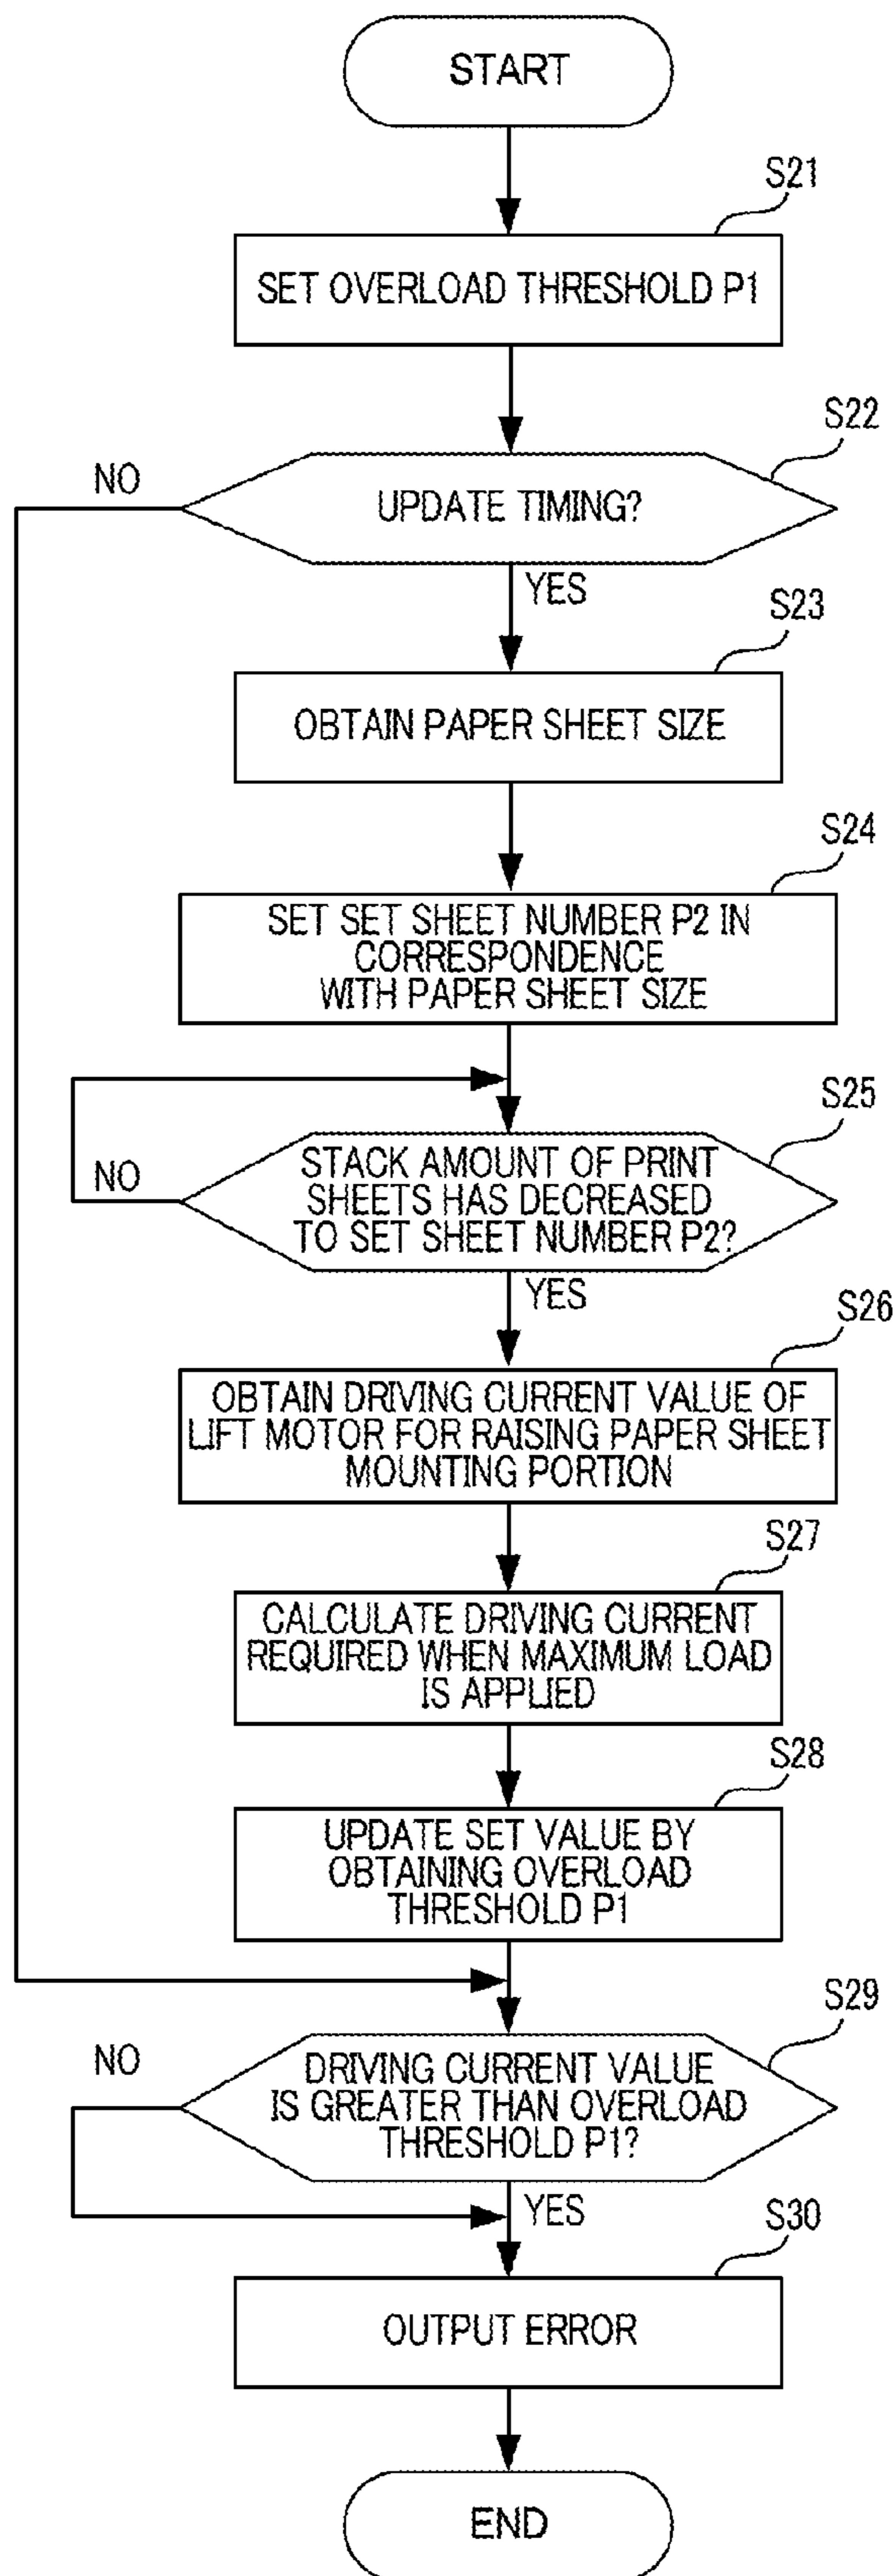 START
S21
SET OVERLOAD THRESHOLD P1
S22
NO
UPDATE TIMING?
YES
S23
OBTAIN PAPER SHEET SIZE
S24
SET SET SHEET NUMBER P2 IN
CORRESPONDENCE
WITH PAPER SHEET SIZE
S25
NO
STACK AMOUNT OF PRINT
SHEETS HAS DECREASED
TO SET SHEET NUMBER P2?
YES
S26
OBTAIN DRIVING CURRENT VALUE OF
LIFT MOTOR FOR RAISING PAPER SHEET
MOUNTING PORTION
S27
CALCULATE DRIVING CURRENT
REQUIRED WHEN MAXIMUM LOAD
IS APPLIED
S28
UPDATE SET VALUE BY
OBTAINING OVERLOAD
THRESHOLD P1
S29
NO
DRIVING CURRENT VALUE
IS GREATER THAN OVERLOAD
THRESHOLD P1?
YES
S30
OUTPUT ERROR
END